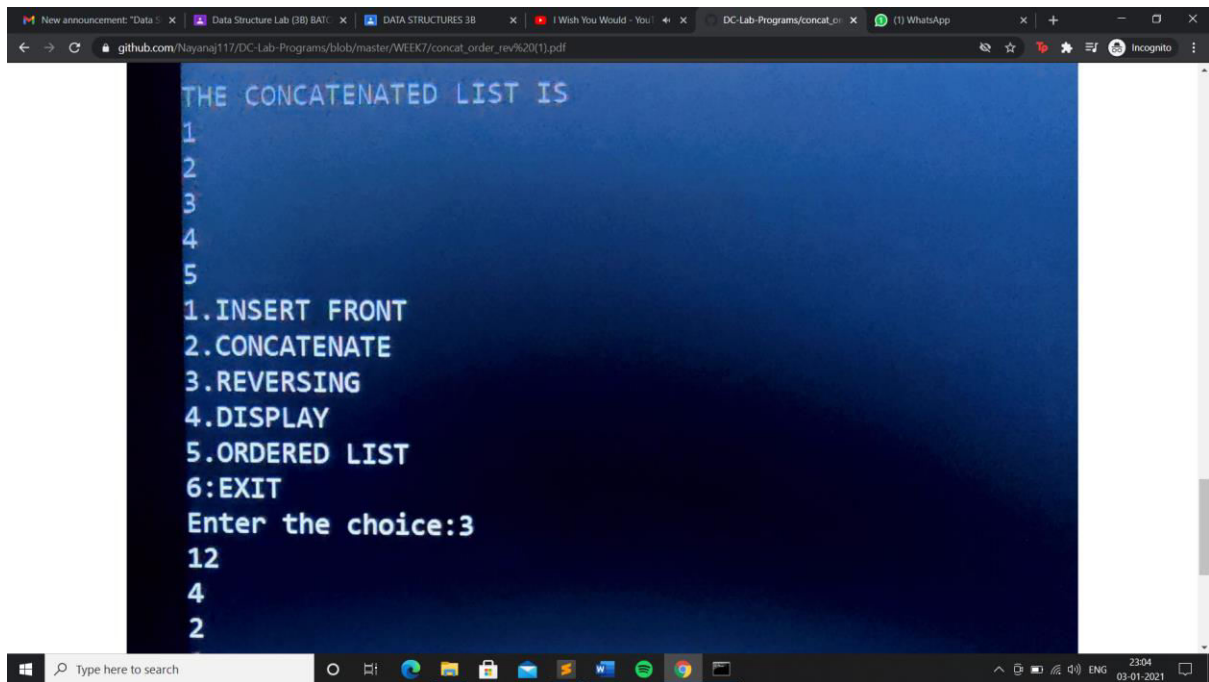 New announcement: "Data S
Data Structure Lab (3B) BATC
DATA STRUCTURES 3B
I Wish You Would - YouT
DC-Lab-Programs/concat_or
(1) WhatsApp
github.com/Nayanaj117/DC-Lab-Programs/blob/master/WEEK7/concat_order_rev%20(1).pdf
Tp
Incognito
THE CONCATENATED LIST IS
1
2
3
4
5
1.INSERT FRONT
2.CONCATENATE
3.REVERSING
4.DISPLAY
5.ORDERED LIST
6:EXIT
Enter the choice:3
12
4
2
Type here to search
ENG
23:04
03-01-2021